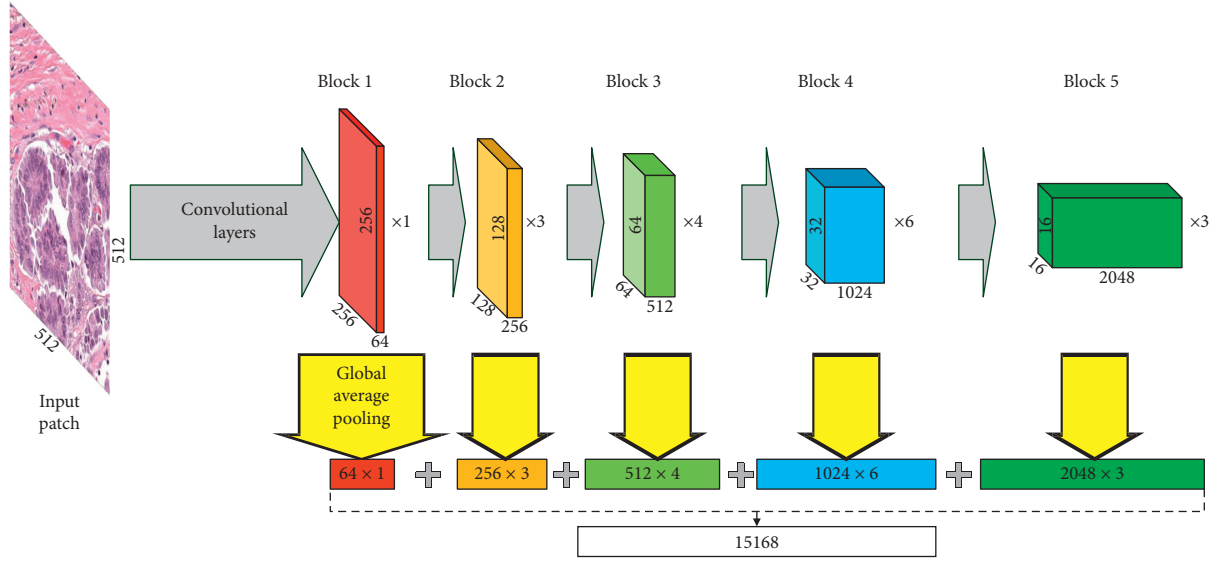 Block 1
Block 2
Block 3
Block 4
Block 5
512
512
Input
patch
Convolutional
layers
256
256
64
×1
128
128
256
×3
64
64
512
×4
32
32
1024
×6
16
16
2048
×3
Global
average
pooling
64 × 1
256 × 3
512 × 4
1024 × 6
2048 × 3
15168